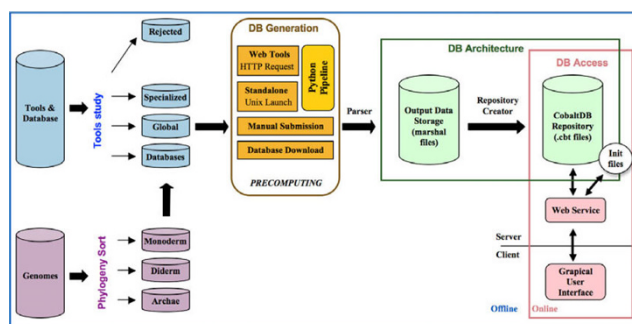 Rejected
Tools &
Database
Tools study
Specialized
Global
Databases
Genomes
Phylogeny Sort
Monoderm
Diderm
Archae
DB Generation
Web Tools
HTTP Request
Standalone
Unix Launch
Python
Pipeline
Manual Submission
Database Download
PRECOMPUTING
Parser
DB Architecture
Output Data
Storage
(marshal
files)
Repository
Creator
DB Access
CobaltDB
Repository
(.cbt files)
Init
files
Web Service
Server
Client
Grapical
User
Interface
Offline
Online